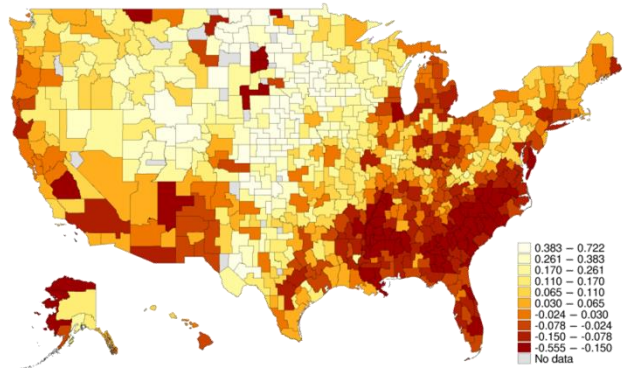 0.383 – 0.722
0.261 – 0.383
0.170 – 0.261
0.110 – 0.170
0.065 – 0.110
0.030 – 0.065
-0.024 – 0.030
-0.078 – -0.024
-0.150 – -0.078
-0.555 – -0.150
No data